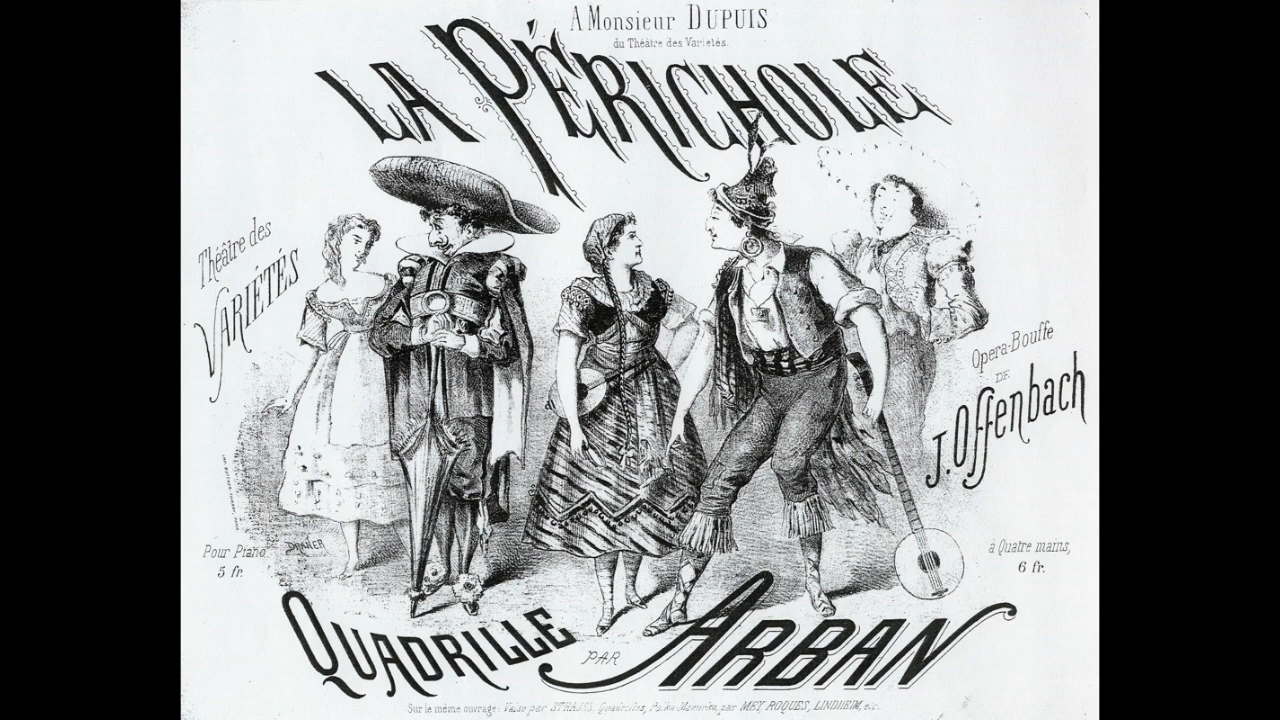 A Monsieur DUPUIS
du Théâtre des Variétés.
LA PÉRICHOLE
Théâtre des
VARIÉTÉS
Opera-Bouffe
DE
J. Offenbach
Pour Piano
5 fr.
DRANER
à Quatre mains,
6 fr.
QUADRILLE
PAR
ARBAN
Sur le même ouvrage: Valse par STRAUSS, Quadrilles, Polka-Mazurka, par MEY, ROQUES, LINDHEIM, etc.